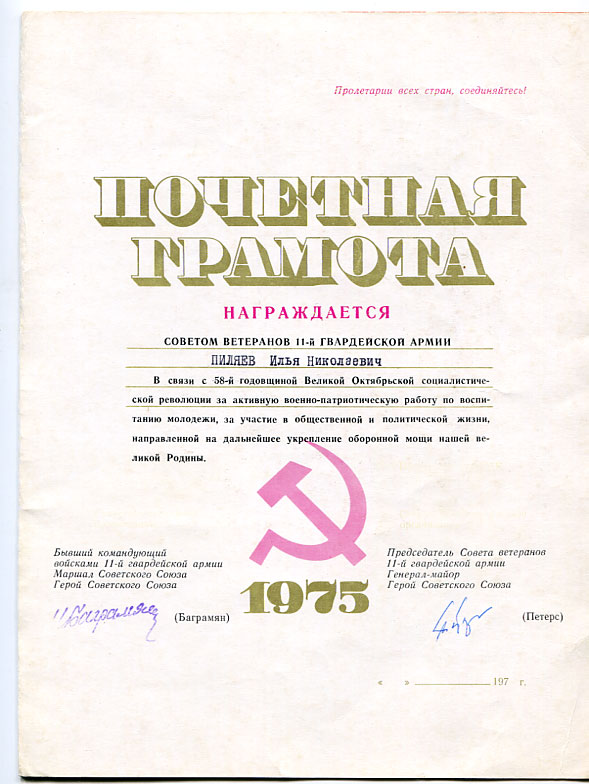 Пролетарии всех стран, соединяйтесь!
ПОЧЕТНАЯ
ГРАМОТА
НАГРАЖДАЕТСЯ
СОВЕТОМ ВЕТЕРАНОВ 11-й ГВАРДЕЙСКОЙ АРМИИ
ПИЛЯЕВ Илья Николаевич
В связи с 58-й годовщиной Великой Октябрьской социалистиче-
ской революции за активную военно-патриотическую работу по воспи-
танию молодежи, за участие в общественной и политической жизни,
направленной на дальнейшее укрепление оборонной мощи нашей ве-
ликой Родины.
Бывший командующий
войсками 11-й гвардейской армии
Маршал Советского Союза
Герой Советского Союза
И Баграмян (Баграмян)
Председатель Совета ветеранов
11-й гвардейской армии
Генерал-майор
Герой Советского Союза
(Петерс)
1975
« » 197 г.